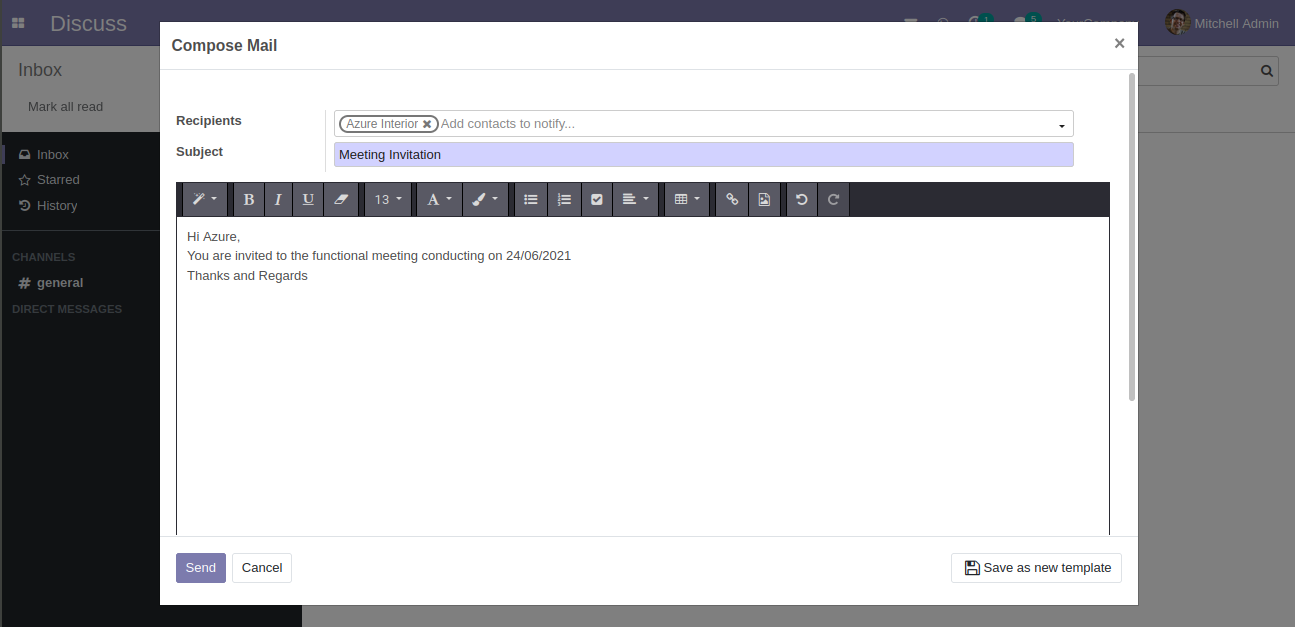 Discuss
1
5
Mitchell Admin
Compose Mail
×
Inbox
Mark all read
Recipients
Azure Interior ✖ Add contacts to notify...
Subject
Meeting Invitation
Inbox
Starred
History
B I U 13 A
Hi Azure,
You are invited to the functional meeting conducting on 24/06/2021
Thanks and Regards
CHANNELS
# general
DIRECT MESSAGES
Send Cancel
Save as new template